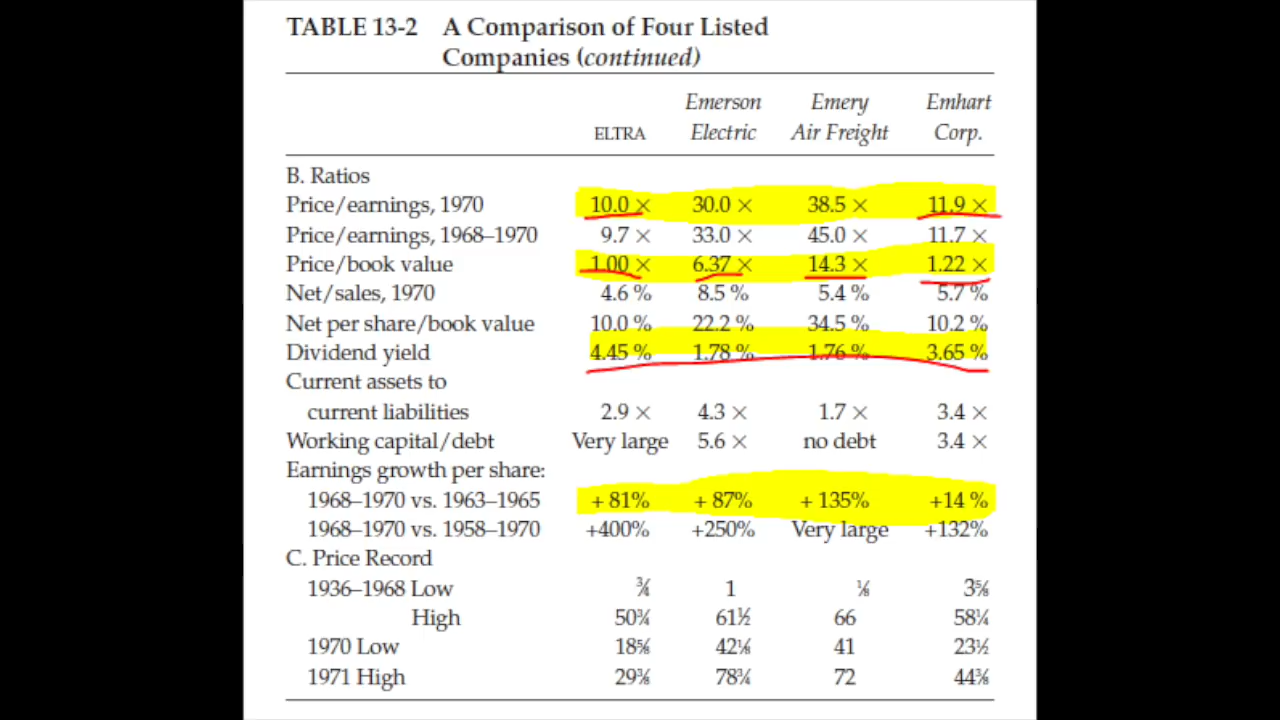 TABLE 13-2 A Comparison of Four Listed
Companies (continued)
Emerson Emery Emhart
ELTRA Electric Air Freight Corp.
B. Ratios
Price/earnings, 1970 10.0 × 30.0 × 38.5 × 11.9 ×
Price/earnings, 1968–1970 9.7 × 33.0 × 45.0 × 11.7 ×
Price/book value 1.00 × 6.37 × 14.3 × 1.22 ×
Net/sales, 1970 4.6 % 8.5 % 5.4 % 5.7 %
Net per share/book value 10.0 % 22.2 % 34.5 % 10.2 %
Dividend yield 4.45 % 1.78 % 1.76 % 3.65 %
Current assets to
current liabilities 2.9 × 4.3 × 1.7 × 3.4 ×
Working capital/debt Very large 5.6 × no debt 3.4 ×
Earnings growth per share:
1968–1970 vs. 1963–1965 + 81% + 87% + 135% +14 %
1968–1970 vs. 1958–1970 +400% +250% Very large +132%
C. Price Record
1936–1968 Low ¾ 1 ⅛ 3⅝
High 50¾ 61½ 66 58¼
1970 Low 18⅝ 42⅛ 41 23½
1971 High 29⅜ 78¾ 72 44⅜